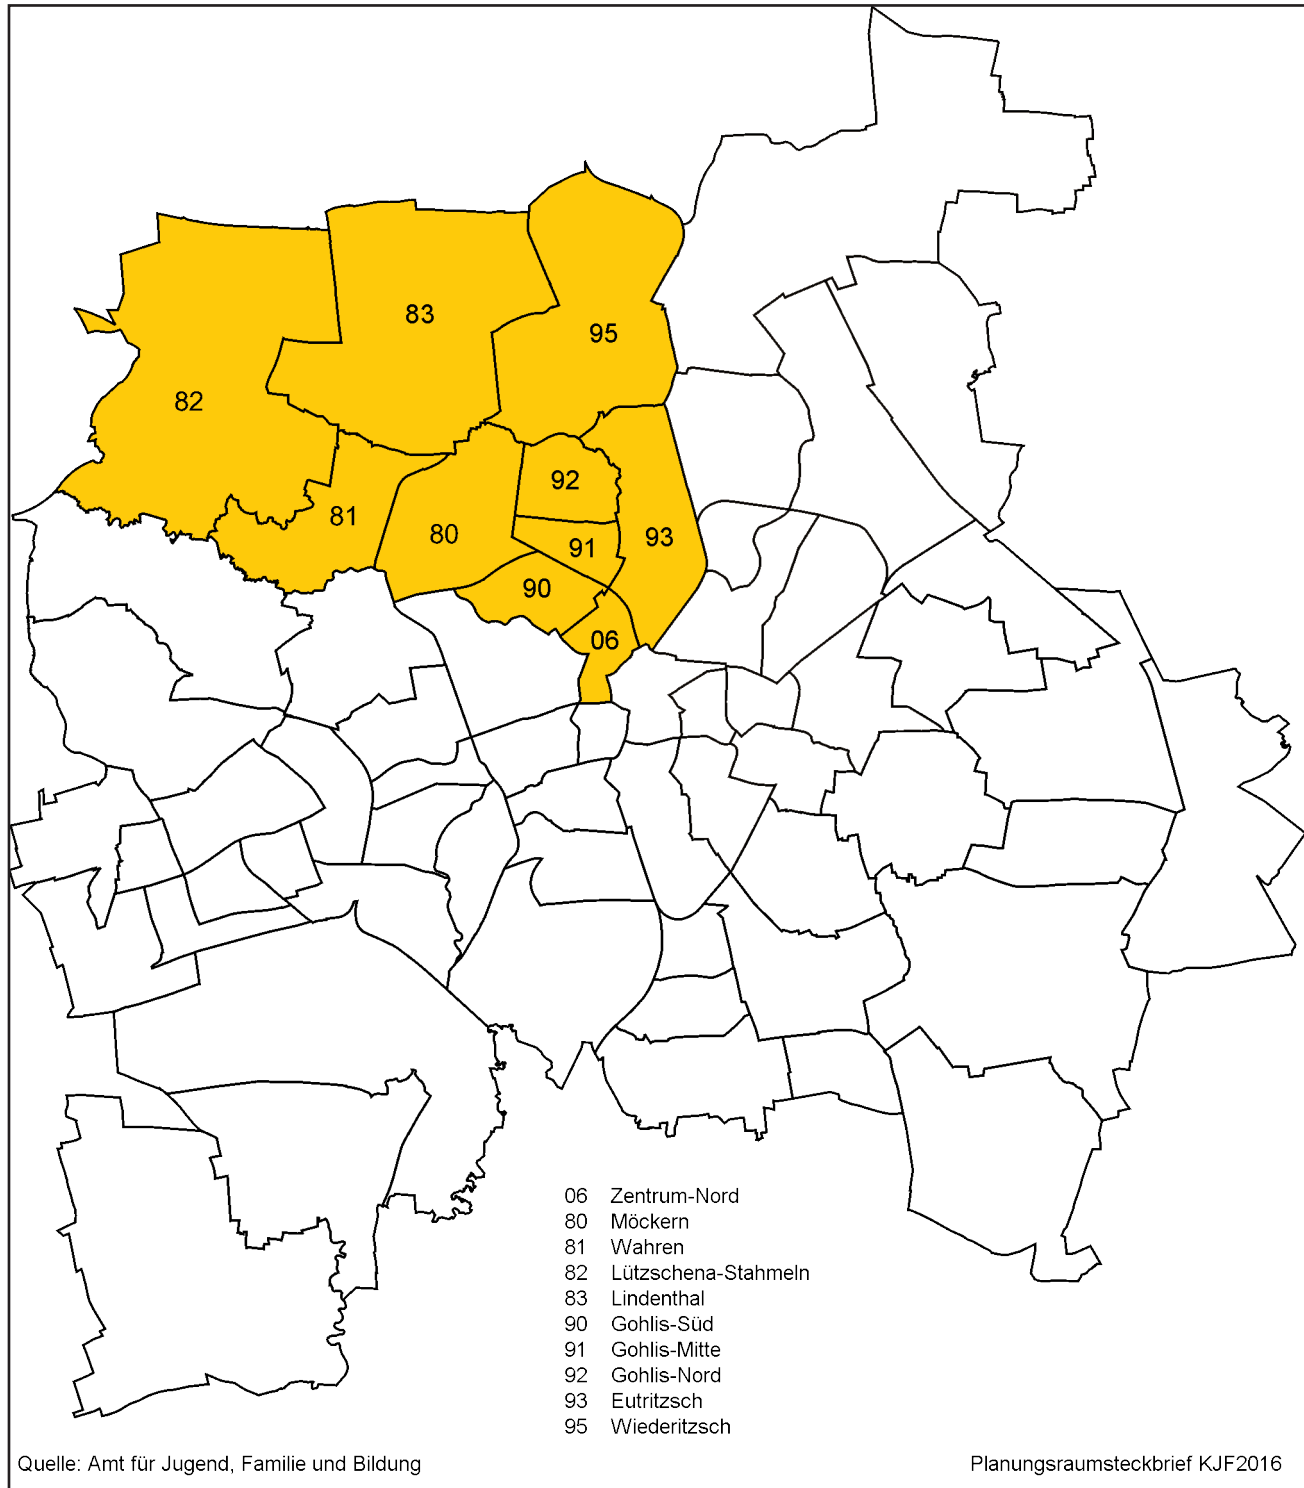 83
95
82
92
81
80
93
91
90
06
06 Zentrum-Nord
80 Möckern
81 Wahren
82 Lützschena-Stahmeln
83 Lindenthal
90 Gohlis-Süd
91 Gohlis-Mitte
92 Gohlis-Nord
93 Eutritzsch
95 Wiederitzsch
Quelle: Amt für Jugend, Familie und Bildung
Planungsraumsteckbrief KJF2016